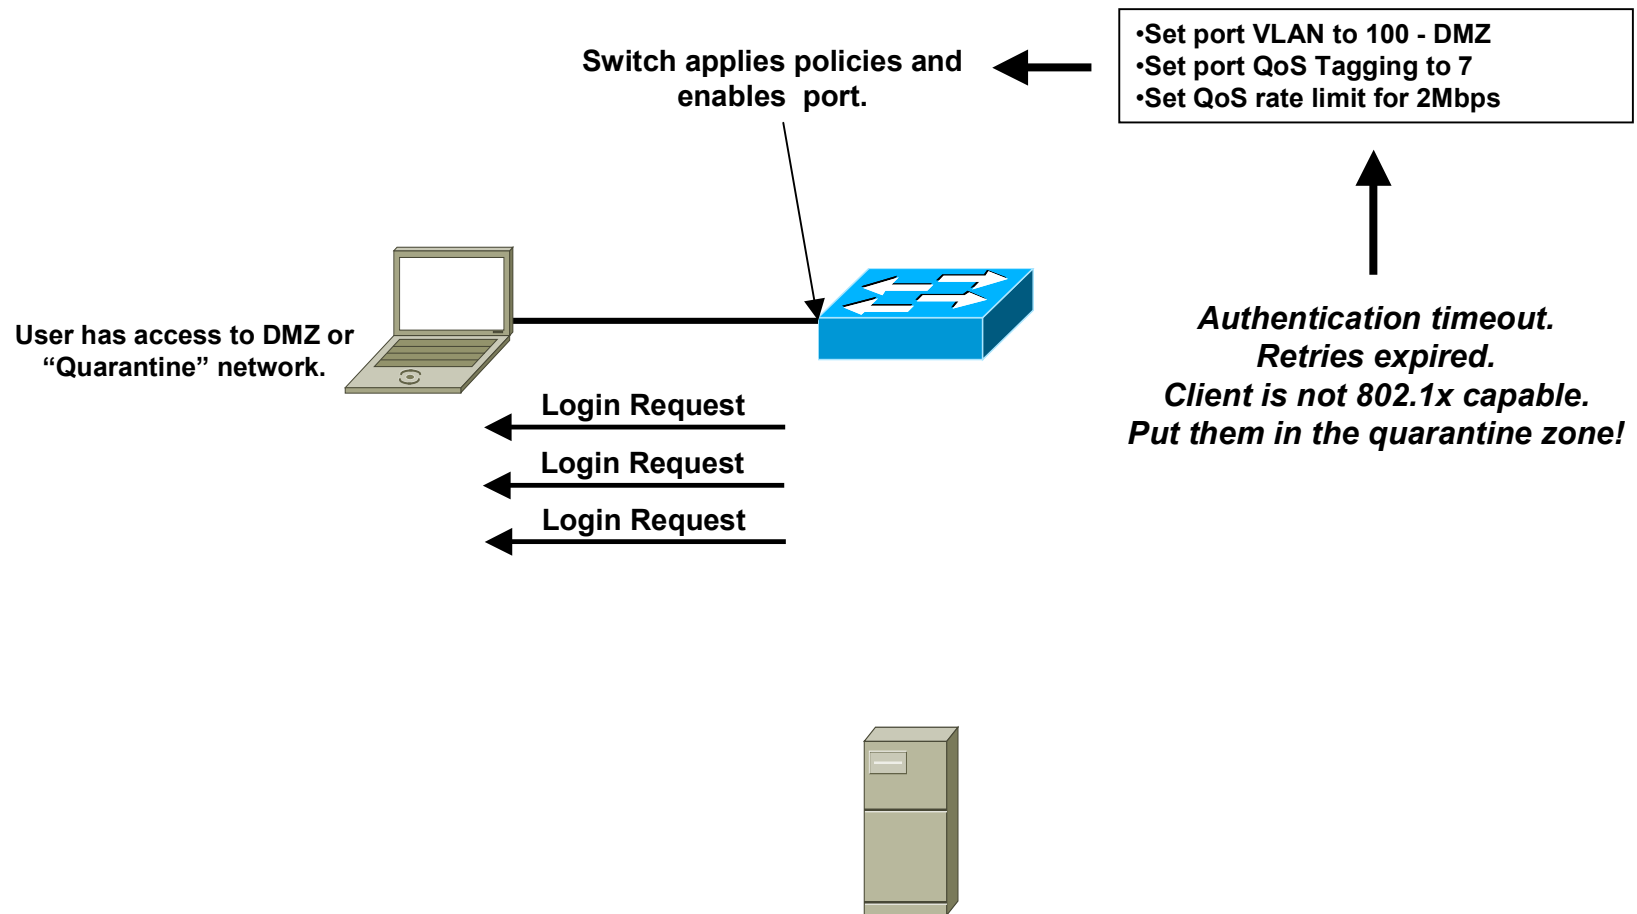 •Set port VLAN to 100 - DMZ
•Set port QoS Tagging to 7
•Set QoS rate limit for 2Mbps
Switch applies policies and
enables  port.
User has access to DMZ or
“Quarantine” network.
Authentication timeout.
Retries expired.
Client is not 802.1x capable.
Put them in the quarantine zone!
Login Request
Login Request
Login Request